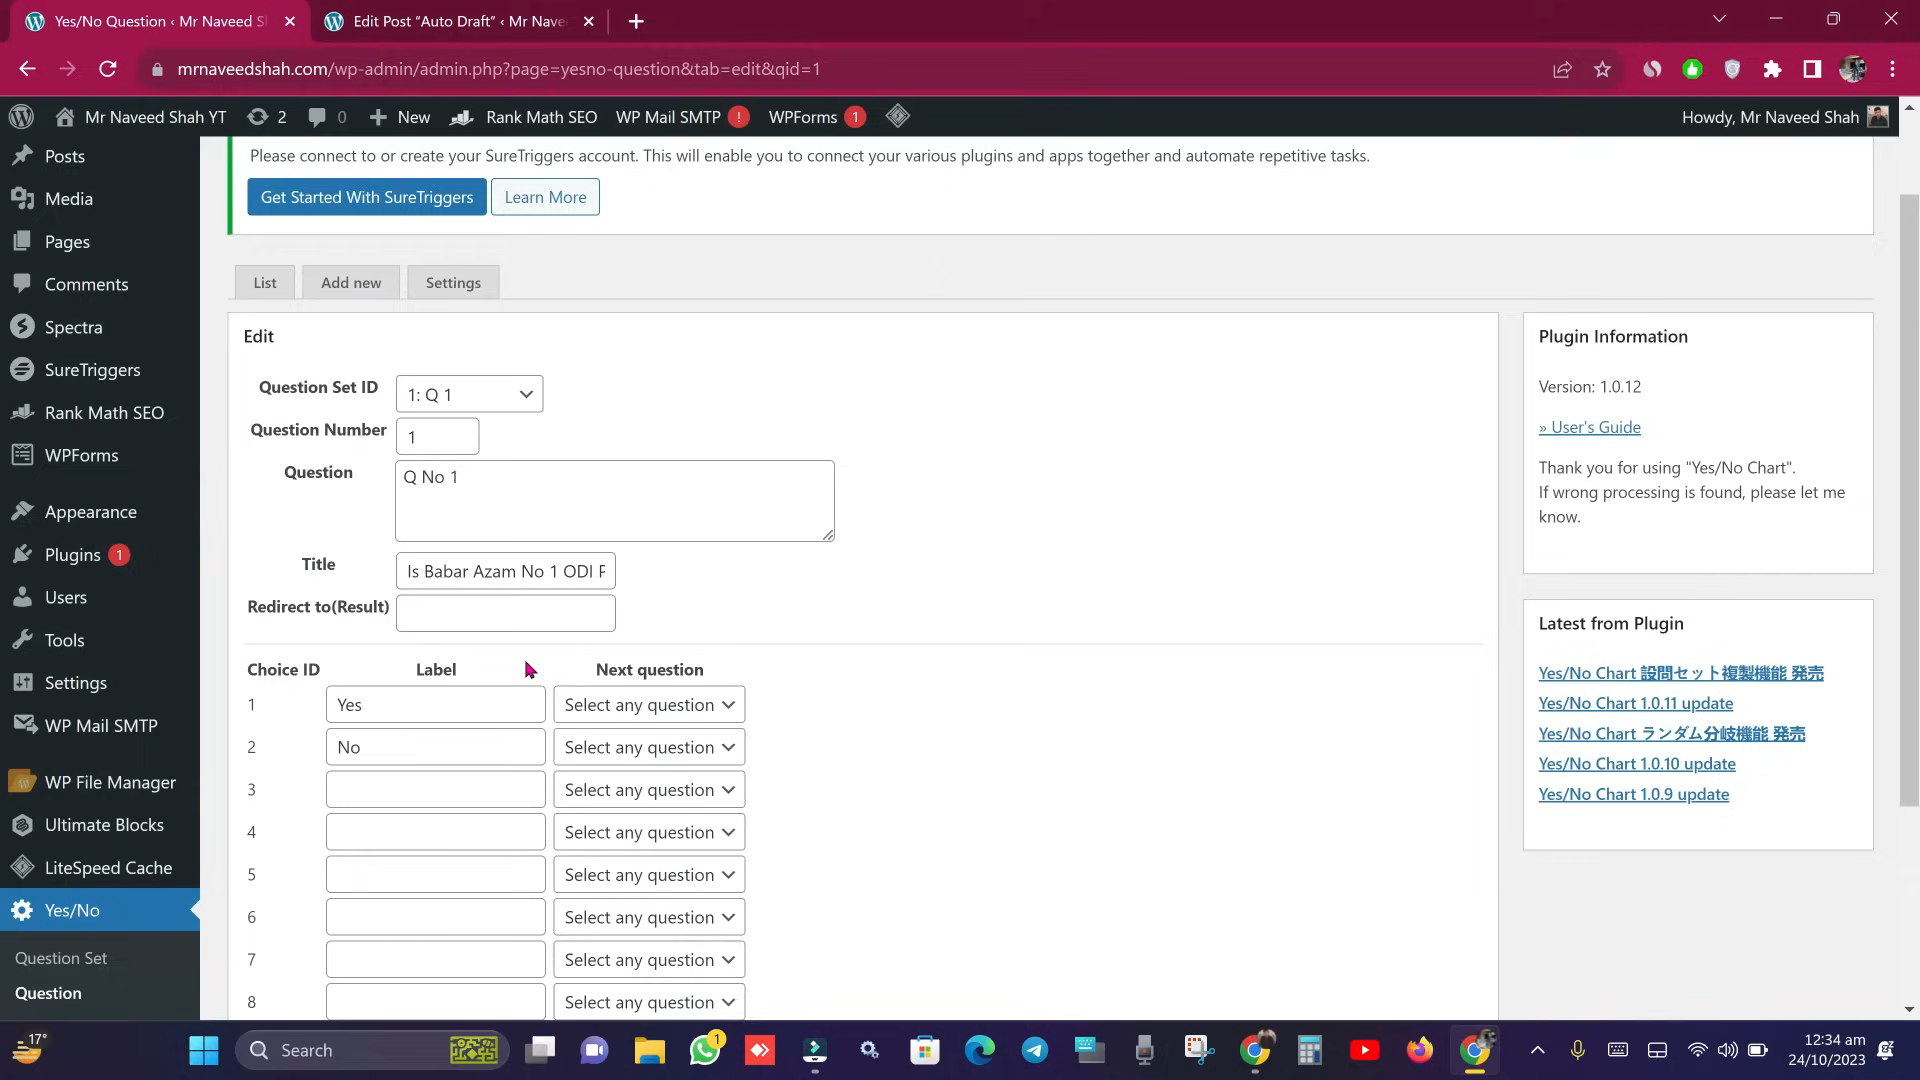 Yes/No Question ‹ Mr Naveed S
Edit Post “Auto Draft” ‹ Mr Nave
mrnaveedshah.com/wp-admin/admin.php?page=yesno-question&tab=edit&qid=1
Mr Naveed Shah YT
2
0
New
Rank Math SEO
WP Mail SMTP
!
WPForms
1
Howdy, Mr Naveed Shah
Posts
Media
Pages
Comments
Spectra
SureTriggers
Rank Math SEO
WPForms
Appearance
Plugins
1
Users
Tools
Settings
WP Mail SMTP
WP File Manager
Ultimate Blocks
LiteSpeed Cache
Yes/No
Question Set
Question
Please connect to or create your SureTriggers account. This will enable you to connect your various plugins and apps together and automate repetitive tasks.
Get Started With SureTriggers
Learn More
List
Add new
Settings
Edit
Question Set ID
1: Q 1
Question Number
1
Question
Q No 1
Title
Is Babar Azam No 1 ODI P
Redirect to(Result)
Choice ID
Label
Next question
1
Yes
Select any question
2
No
Select any question
3
Select any question
4
Select any question
5
Select any question
6
Select any question
7
Select any question
8
Select any question
Plugin Information
Version: 1.0.12
» User's Guide
Thank you for using "Yes/No Chart".
If wrong processing is found, please let me
know.
Latest from Plugin
Yes/No Chart 設問セット複製機能 発売
Yes/No Chart 1.0.11 update
Yes/No Chart ランダム分岐機能 発売
Yes/No Chart 1.0.10 update
Yes/No Chart 1.0.9 update
17°
Search
1
12:34 am
24/10/2023